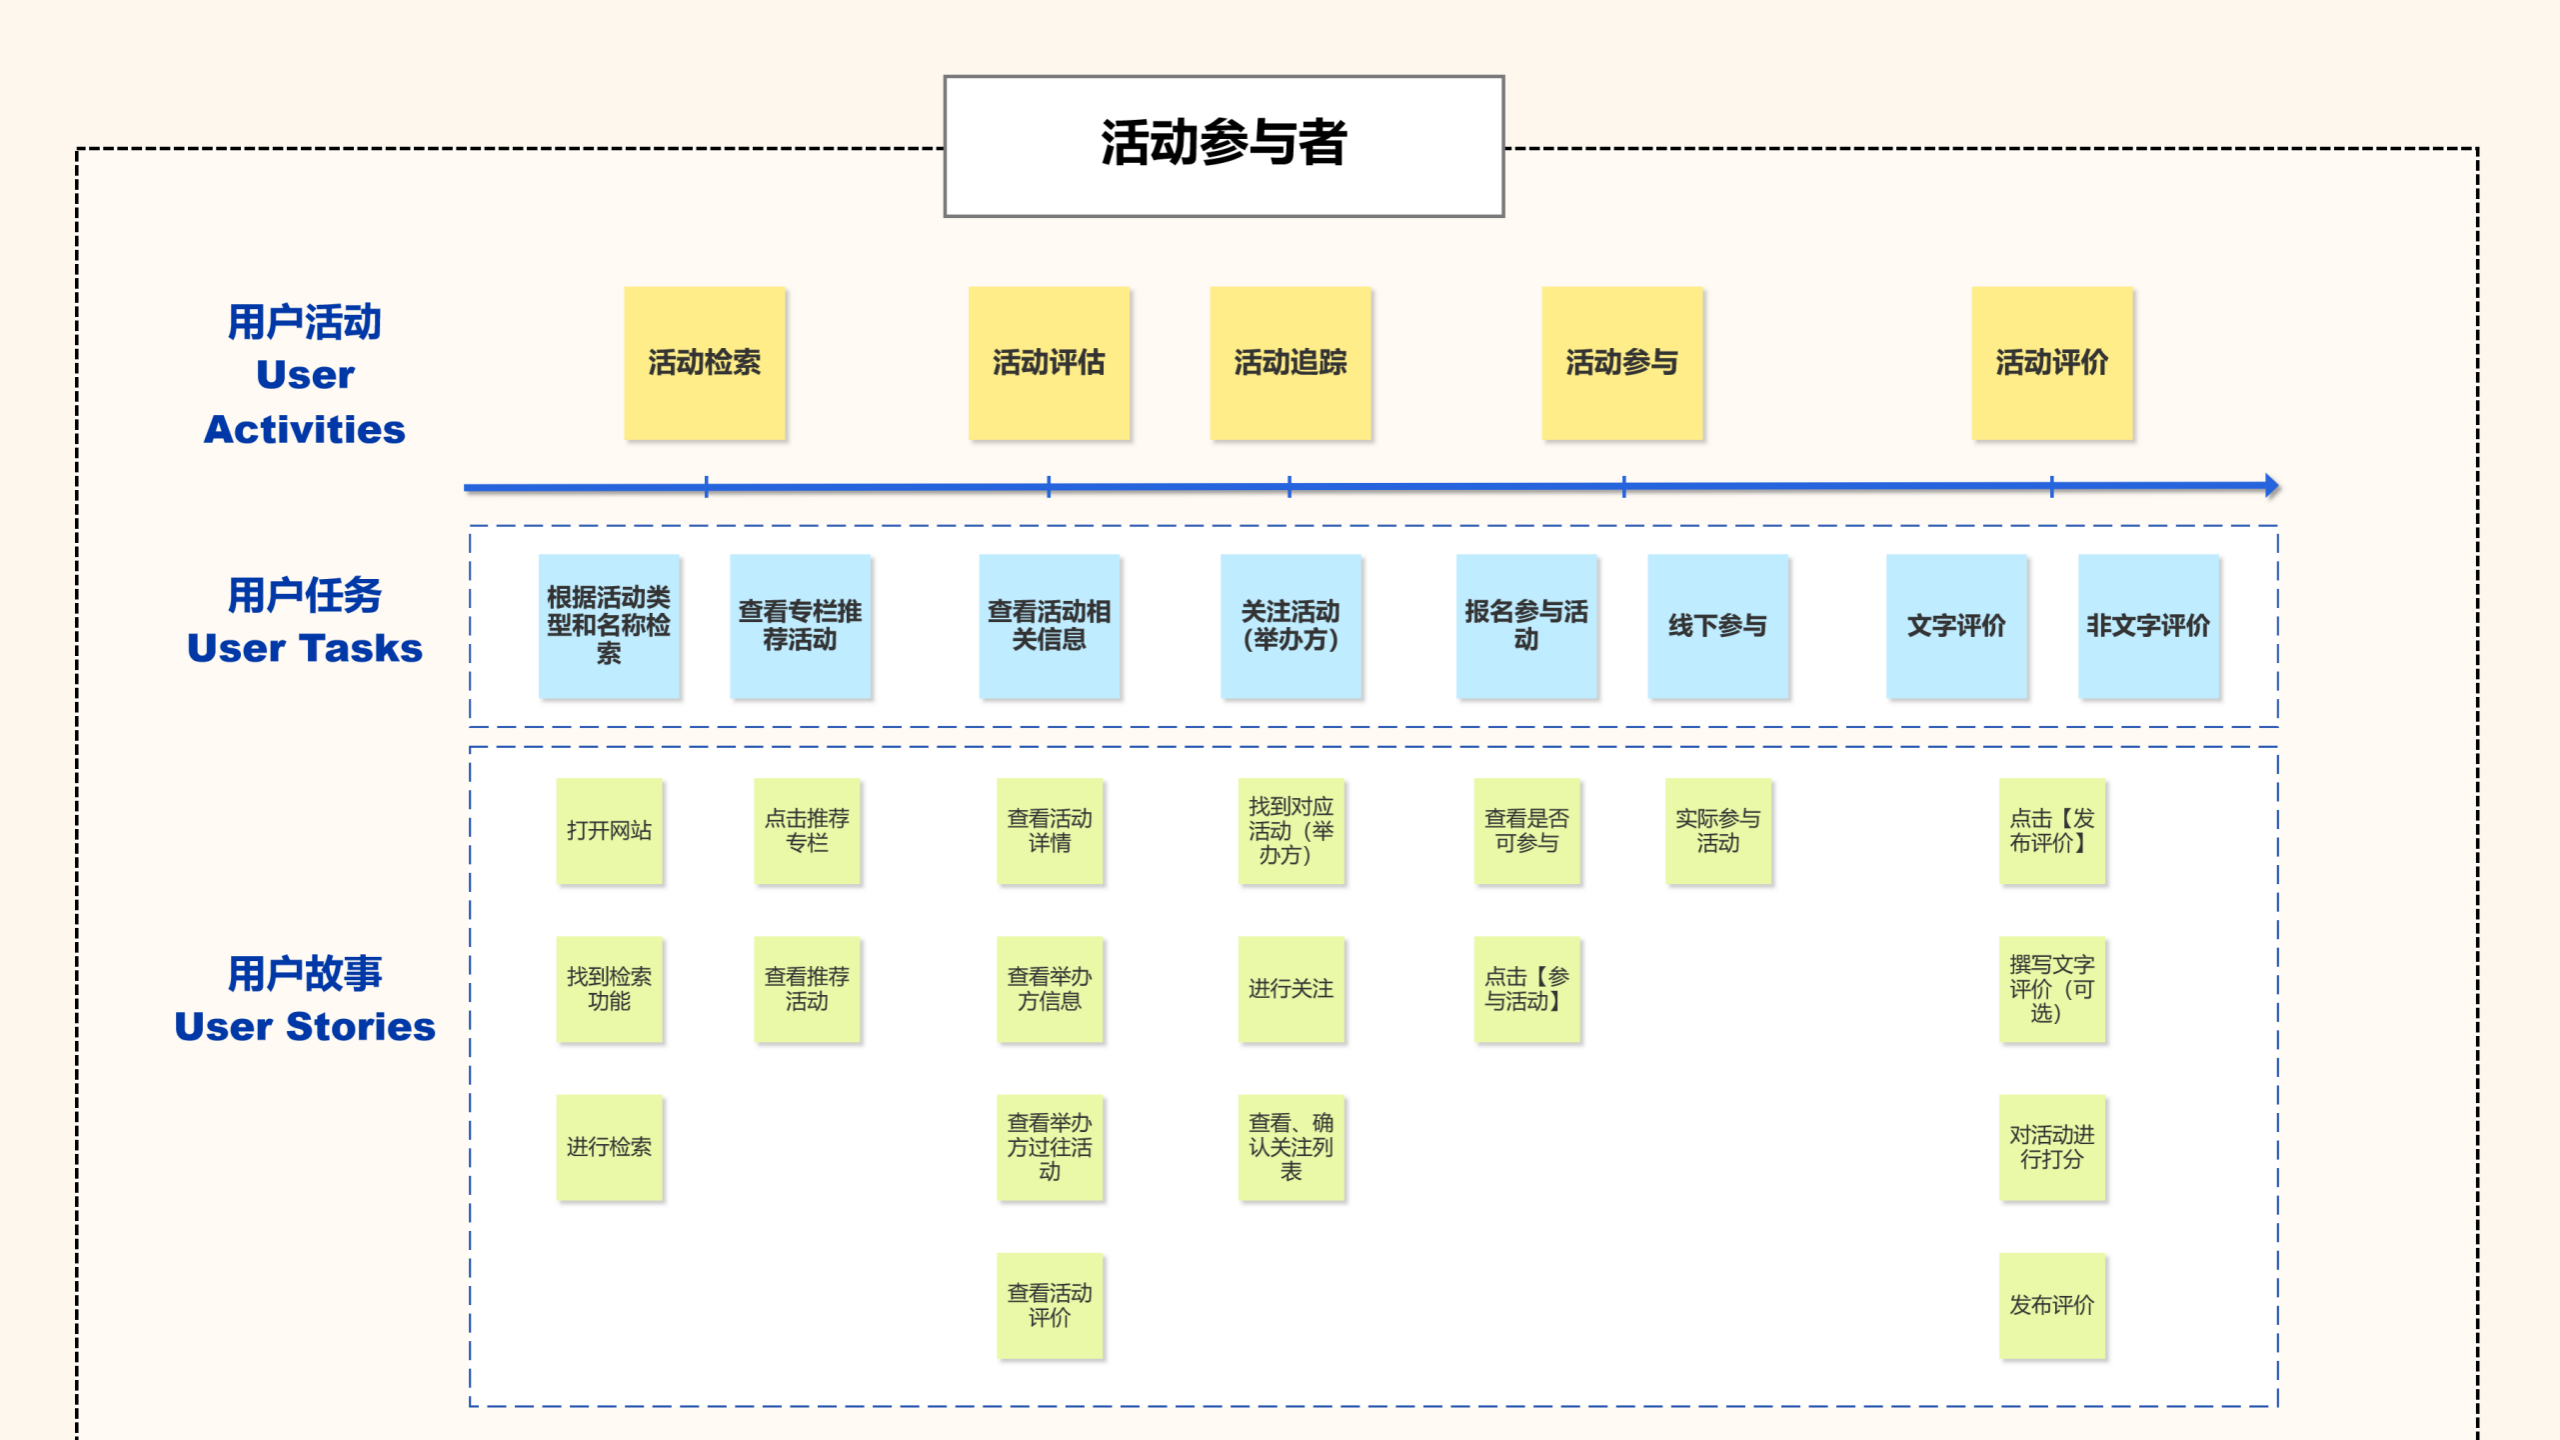 活动参与者
用户活动
User
Activities
活动检索
活动评估
活动追踪
活动参与
活动评价
用户任务
User Tasks
根据活动类
型和名称检
索
查看专栏推
荐活动
查看活动相
关信息
关注活动
（举办方）
报名参与活
动
线下参与
文字评价
非文字评价
用户故事
User Stories
打开网站
点击推荐
专栏
查看活动
详情
找到对应
活动（举
办方）
查看是否
可参与
实际参与
活动
点击【发
布评价】
找到检索
功能
查看推荐
活动
查看举办
方信息
进行关注
点击【参
与活动】
撰写文字
评价（可
选）
进行检索
查看举办
方过往活
动
查看、确
认关注列
表
对活动进
行打分
查看活动
评价
发布评价